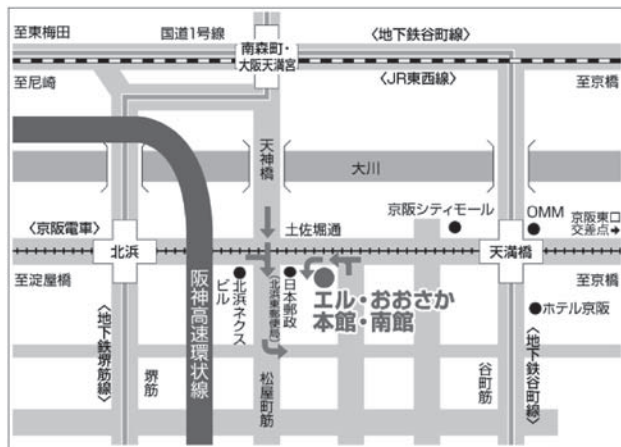 至東梅田
国道1号線
南森町・
大阪天満宮
〈地下鉄谷町線〉
至尼崎
〈JR東西線〉
至京橋
天神橋
大川
京阪シティモール
OMM
京阪東口
交差点➡
〈京阪電車〉
北浜
土佐堀通
天満橋
至淀屋橋
至京橋
阪神高速環状線
北浜ネクス
ビル
日本郵政
(北浜東郵便局)
エル・おおさか
本館・南館
ホテル京阪
〈地下鉄堺筋線〉
堺筋
松屋町筋
谷町筋
〈地下鉄谷町線〉